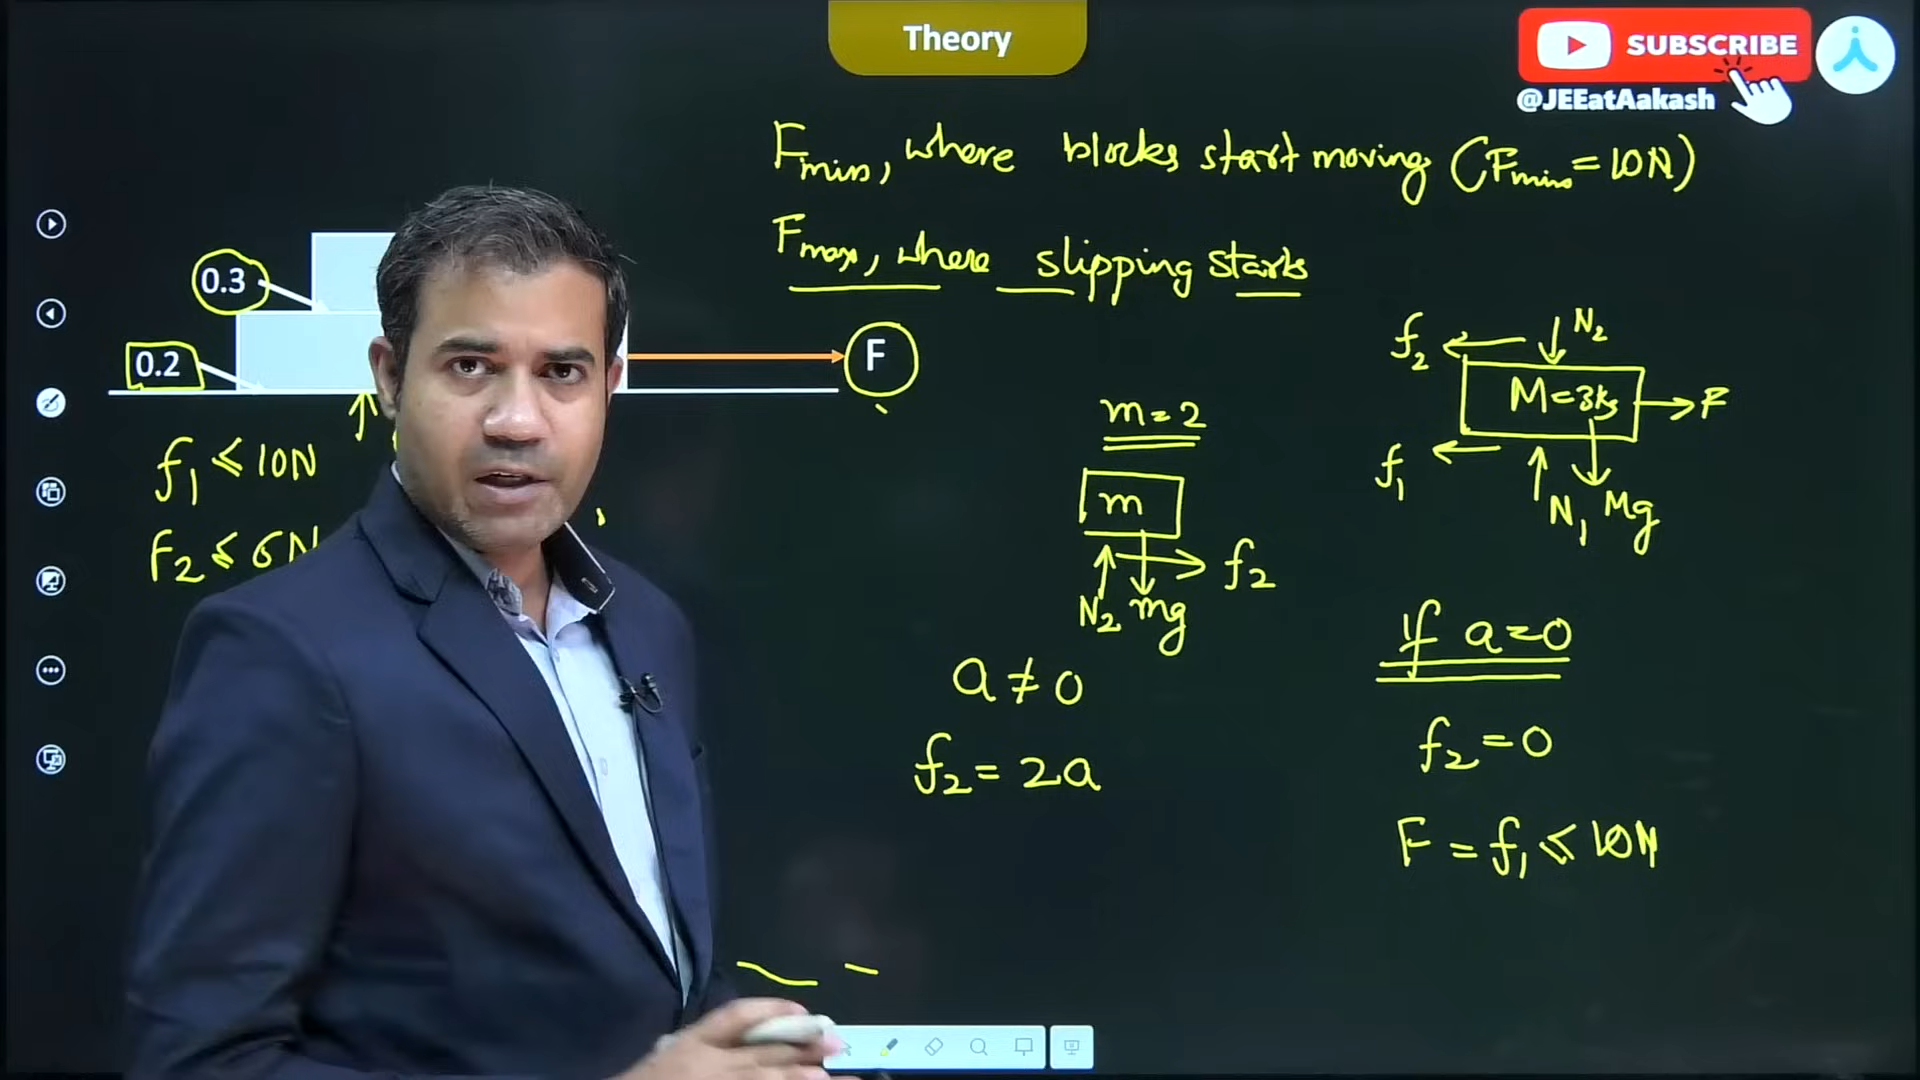 Theory
SUBSCRIBE
@JEEatAakash
Fmin, where blocks start moving (Fmin = 10N)
Fmax, where slipping starts
0.3
0.2
F
f1 ≤ 10N
F2 ≤ 6N
m = 2
m
N2 mg
f2
a ≠ 0
f2 = 2a
f2
N2
M = 3kg
F
f1
N1 Mg
If a = 0
f2 = 0
F = f1 ≤ 10N